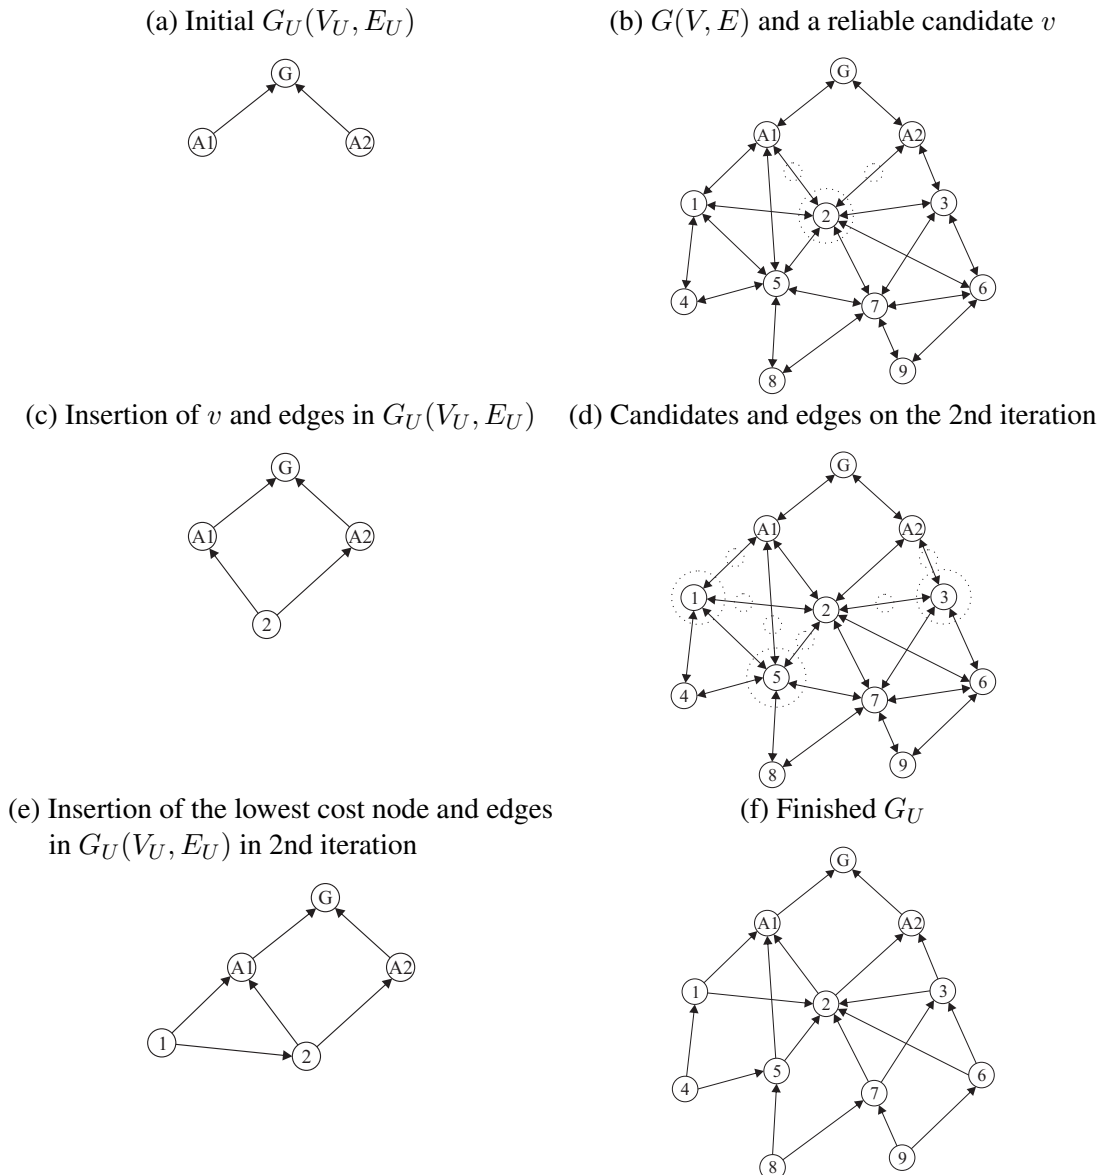 (a) Initial $G_U(V_U, E_U)$
(b) $G(V, E)$ and a reliable candidate $v$
G
A1
A2
G
A1
A2
1
2
3
4
5
6
7
8
9
(c) Insertion of $v$ and edges in $G_U(V_U, E_U)$
(d) Candidates and edges on the 2nd iteration
G
A1
A2
2
G
A1
A2
1
2
3
4
5
6
7
8
9
(e) Insertion of the lowest cost node and edges
in $G_U(V_U, E_U)$ in 2nd iteration
(f) Finished $G_U$
G
A1
A2
1
2
G
A1
A2
1
2
3
4
5
6
7
8
9